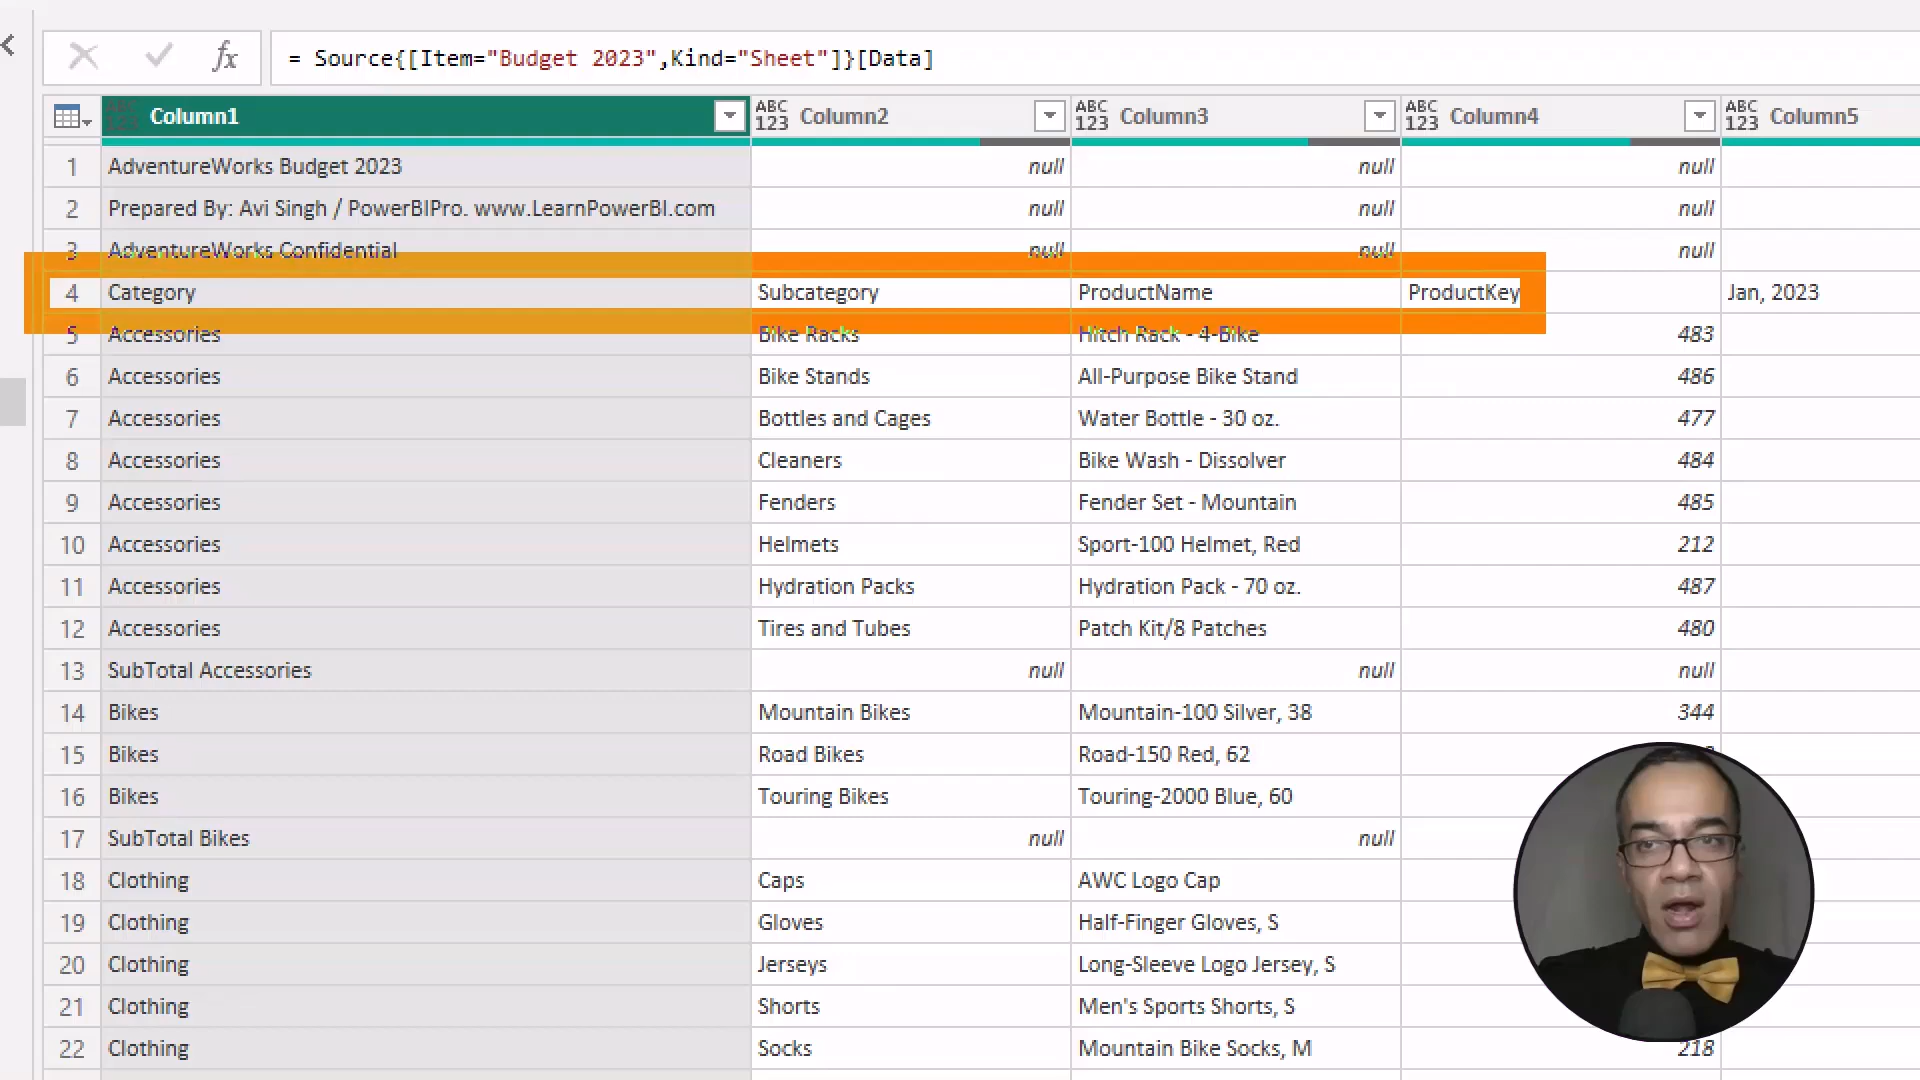 = Source{[Item="Budget 2023",Kind="Sheet"]}[Data]
Column1 ABC 123 Column2 ABC 123 Column3 ABC 123 Column4 ABC 123 Column5
1 AdventureWorks Budget 2023 null null null
2 Prepared By: Avi Singh / PowerBIPro. www.LearnPowerBI.com null null null
3 AdventureWorks Confidential null null null
4 Category Subcategory ProductName ProductKey Jan, 2023
5 Accessories Bike Racks Hitch Rack - 4-Bike 483
6 Accessories Bike Stands All-Purpose Bike Stand 486
7 Accessories Bottles and Cages Water Bottle - 30 oz. 477
8 Accessories Cleaners Bike Wash - Dissolver 484
9 Accessories Fenders Fender Set - Mountain 485
10 Accessories Helmets Sport-100 Helmet, Red 212
11 Accessories Hydration Packs Hydration Pack - 70 oz. 487
12 Accessories Tires and Tubes Patch Kit/8 Patches 480
13 SubTotal Accessories null null null
14 Bikes Mountain Bikes Mountain-100 Silver, 38 344
15 Bikes Road Bikes Road-150 Red, 62
16 Bikes Touring Bikes Touring-2000 Blue, 60
17 SubTotal Bikes null null
18 Clothing Caps AWC Logo Cap
19 Clothing Gloves Half-Finger Gloves, S
20 Clothing Jerseys Long-Sleeve Logo Jersey, S
21 Clothing Shorts Men's Sports Shorts, S
22 Clothing Socks Mountain Bike Socks, M 218